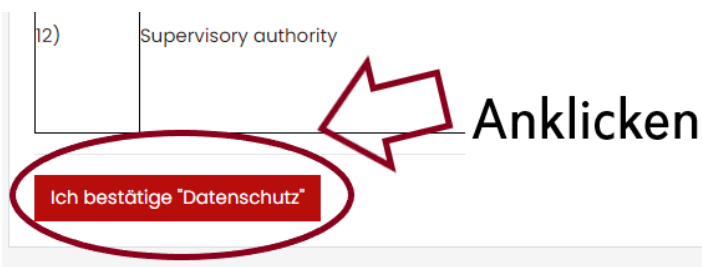 12) Supervisory authority
Anklicken
Ich bestätige "Datenschutz"